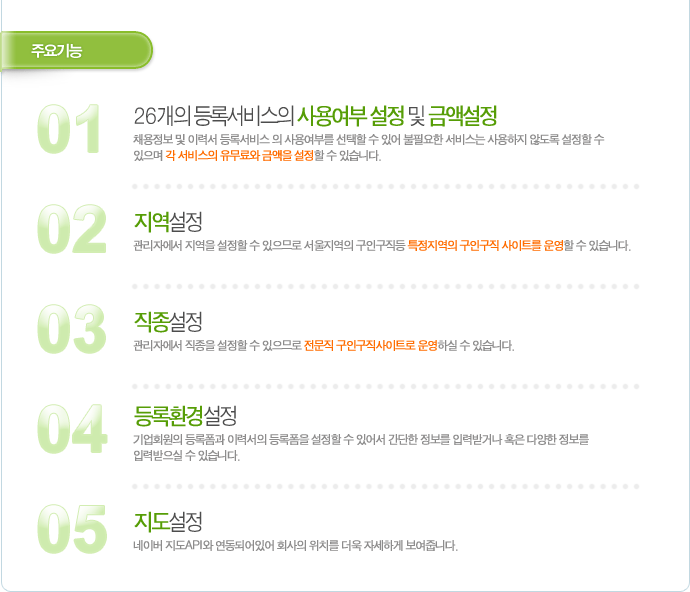 주요기능
01
26개의 등록서비스의 사용여부 설정 및 금액설정
채용정보 및 이력서 등록서비스 의 사용여부를 선택할 수 있어 불필요한 서비스는 사용하지 않도록 설정할 수
있으며 각 서비스의 유무료와 금액을 설정할 수 있습니다.
02
지역설정
관리자에서 지역을 설정할 수 있으므로 서울지역의 구인구직등 특정지역의 구인구직 사이트를 운영할 수 있습니다.
03
직종설정
관리자에서 직종을 설정할 수 있으므로 전문직 구인구직사이트로 운영하실 수 있습니다.
04
등록환경설정
기업회원의 등록폼과 이력서의 등록폼을 설정할 수 있어서 간단한 정보를 입력받거나 혹은 다양한 정보를
입력받으실 수 있습니다.
05
지도설정
네이버 지도API와 연동되어있어 회사의 위치를 더욱 자세하게 보여줍니다.